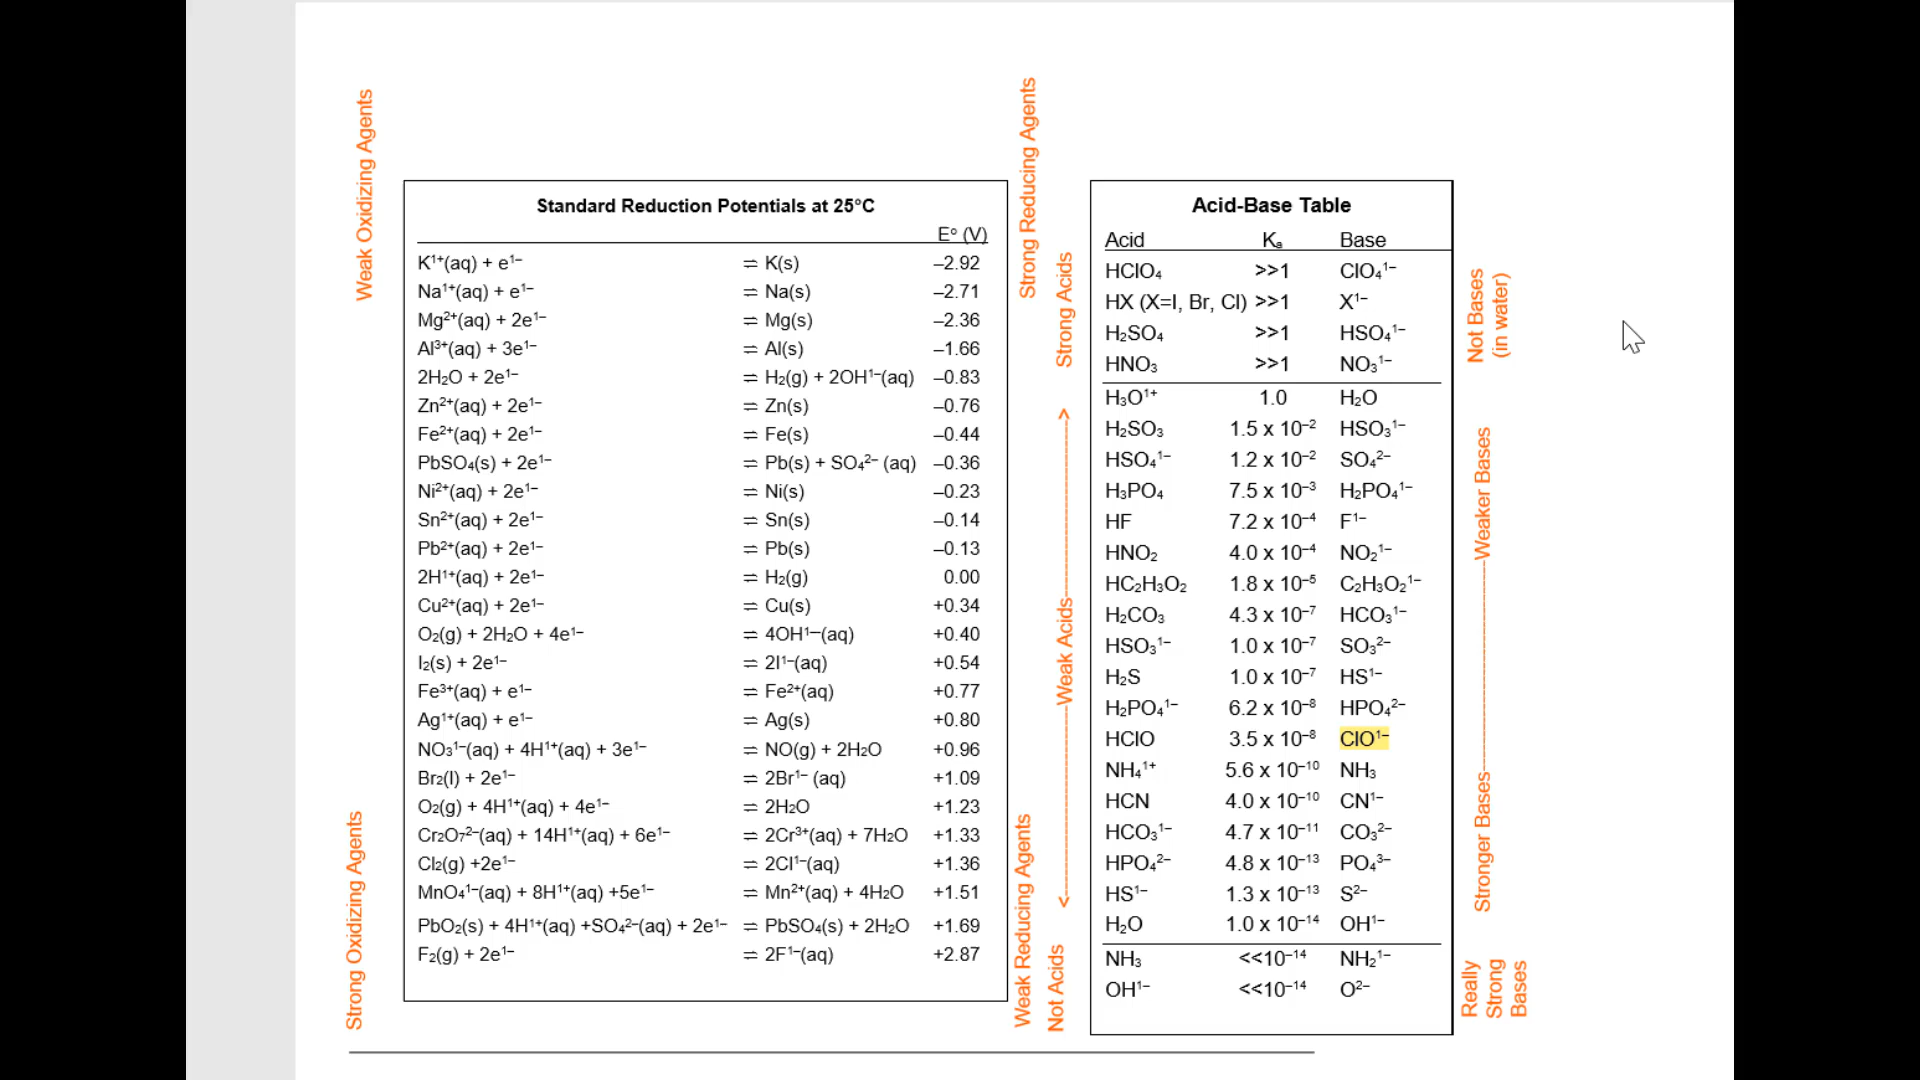 Weak Oxidizing Agents
Strong Oxidizing Agents
Standard Reduction Potentials at 25°C
E° (V)
K¹⁺(aq) + e¹⁻ ⇌ K(s) –2.92
Na¹⁺(aq) + e¹⁻ ⇌ Na(s) –2.71
Mg²⁺(aq) + 2e¹⁻ ⇌ Mg(s) –2.36
Al³⁺(aq) + 3e¹⁻ ⇌ Al(s) –1.66
2H₂O + 2e¹⁻ ⇌ H₂(g) + 2OH¹⁻(aq) –0.83
Zn²⁺(aq) + 2e¹⁻ ⇌ Zn(s) –0.76
Fe²⁺(aq) + 2e¹⁻ ⇌ Fe(s) –0.44
PbSO₄(s) + 2e¹⁻ ⇌ Pb(s) + SO₄²⁻ (aq) –0.36
Ni²⁺(aq) + 2e¹⁻ ⇌ Ni(s) –0.23
Sn²⁺(aq) + 2e¹⁻ ⇌ Sn(s) –0.14
Pb²⁺(aq) + 2e¹⁻ ⇌ Pb(s) –0.13
2H¹⁺(aq) + 2e¹⁻ ⇌ H₂(g) 0.00
Cu²⁺(aq) + 2e¹⁻ ⇌ Cu(s) +0.34
O₂(g) + 2H₂O + 4e¹⁻ ⇌ 4OH¹⁻(aq) +0.40
I₂(s) + 2e¹⁻ ⇌ 2I¹⁻(aq) +0.54
Fe³⁺(aq) + e¹⁻ ⇌ Fe²⁺(aq) +0.77
Ag¹⁺(aq) + e¹⁻ ⇌ Ag(s) +0.80
NO₃¹⁻(aq) + 4H¹⁺(aq) + 3e¹⁻ ⇌ NO(g) + 2H₂O +0.96
Br₂(l) + 2e¹⁻ ⇌ 2Br¹⁻ (aq) +1.09
O₂(g) + 4H¹⁺(aq) + 4e¹⁻ ⇌ 2H₂O +1.23
Cr₂O₇²⁻(aq) + 14H¹⁺(aq) + 6e¹⁻ ⇌ 2Cr³⁺(aq) + 7H₂O +1.33
Cl₂(g) +2e¹⁻ ⇌ 2Cl¹⁻(aq) +1.36
MnO₄¹⁻(aq) + 8H¹⁺(aq) +5e¹⁻ ⇌ Mn²⁺(aq) + 4H₂O +1.51
PbO₂(s) + 4H¹⁺(aq) +SO₄²⁻(aq) + 2e¹⁻ ⇌ PbSO₄(s) + 2H₂O +1.69
F₂(g) + 2e¹⁻ ⇌ 2F¹⁻(aq) +2.87
Strong Reducing Agents
Weak Reducing Agents
Strong Acids
Weak Acids
Not Acids
Acid-Base Table
Acid Kₐ Base
HClO₄ >>1 ClO₄¹⁻
HX (X=I, Br, Cl) >>1 X¹⁻
H₂SO₄ >>1 HSO₄¹⁻
HNO₃ >>1 NO₃¹⁻
H₃O¹⁺ 1.0 H₂O
H₂SO₃ 1.5 x 10⁻² HSO₃¹⁻
HSO₄¹⁻ 1.2 x 10⁻² SO₄²⁻
H₃PO₄ 7.5 x 10⁻³ H₂PO₄¹⁻
HF 7.2 x 10⁻⁴ F¹⁻
HNO₂ 4.0 x 10⁻⁴ NO₂¹⁻
HC₂H₃O₂ 1.8 x 10⁻⁵ C₂H₃O₂¹⁻
H₂CO₃ 4.3 x 10⁻⁷ HCO₃¹⁻
HSO₃¹⁻ 1.0 x 10⁻⁷ SO₃²⁻
H₂S 1.0 x 10⁻⁷ HS¹⁻
H₂PO₄¹⁻ 6.2 x 10⁻⁸ HPO₄²⁻
HClO 3.5 x 10⁻⁸ ClO¹⁻
NH₄¹⁺ 5.6 x 10⁻¹⁰ NH₃
HCN 4.0 x 10⁻¹⁰ CN¹⁻
HCO₃¹⁻ 4.7 x 10⁻¹¹ CO₃²⁻
HPO₄²⁻ 4.8 x 10⁻¹³ PO₄³⁻
HS¹⁻ 1.3 x 10⁻¹³ S²⁻
H₂O 1.0 x 10⁻¹⁴ OH¹⁻
NH₃ <<10⁻¹⁴ NH₂¹⁻
OH¹⁻ <<10⁻¹⁴ O²⁻
Not Bases
(in water)
Weaker Bases
Stronger Bases
Really
Strong
Bases